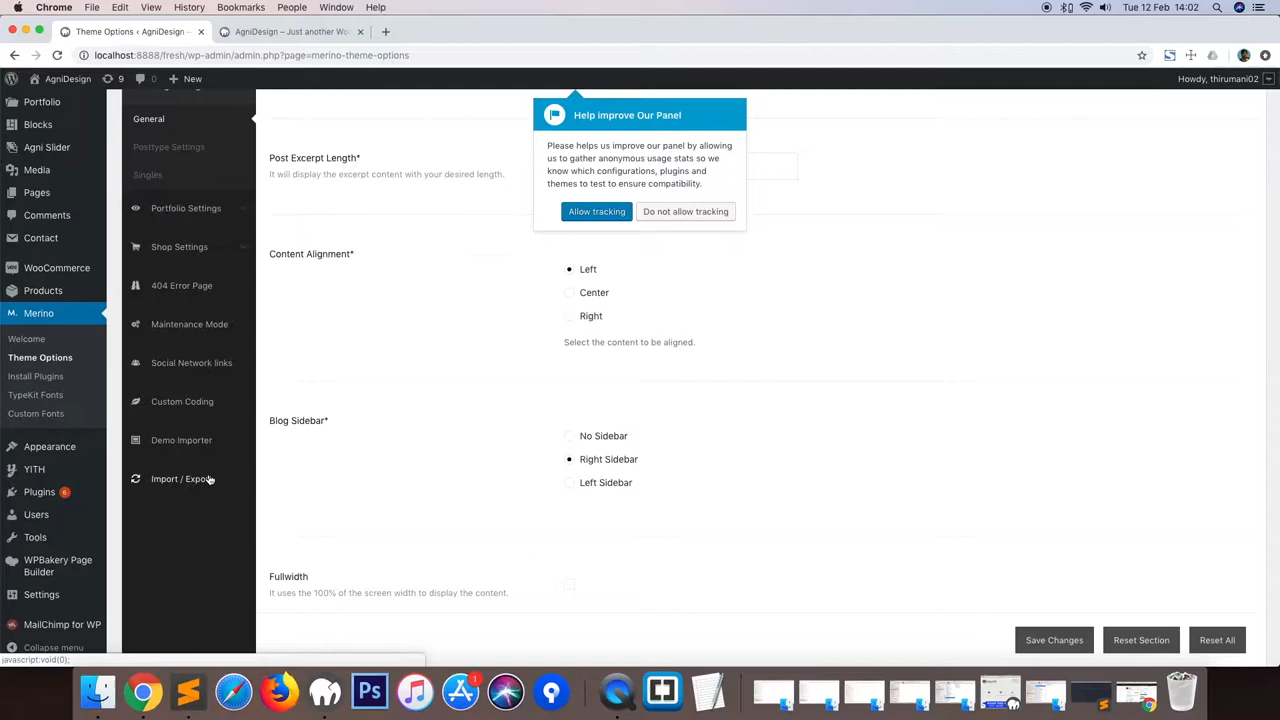 Chrome File Edit View History Bookmarks People Window Help Tue 12 Feb 14:02
Theme Options ‹ AgniDesign — AgniDesign – Just another Wo
localhost:8888/fresh/wp-admin/admin.php?page=merino-theme-options
AgniDesign 9 0 New Howdy, thirumani02
Portfolio
Blocks
Agni Slider
Media
Pages
Comments
Contact
WooCommerce
Products
M. Merino
Welcome
Theme Options
Install Plugins
TypeKit Fonts
Custom Fonts
Appearance
YITH
Plugins 6
Users
Tools
WPBakery Page
Builder
Settings
MailChimp for WP
Collapse menu
javascript:void(0);
General
Posttype Settings
Singles
Portfolio Settings
Shop Settings
404 Error Page
Maintenance Mode
Social Network links
Custom Coding
Demo Importer
Import / Export
Help improve Our Panel
Please helps us improve our panel by allowing
us to gather anonymous usage stats so we
know which configurations, plugins and
themes to test to ensure compatibility.
Allow tracking Do not allow tracking
Post Excerpt Length*
It will display the excerpt content with your desired length.
Content Alignment*
Left
Center
Right
Select the content to be aligned.
Blog Sidebar*
No Sidebar
Right Sidebar
Left Sidebar
Fullwidth
It uses the 100% of the screen width to display the content.
Save Changes Reset Section Reset All
Ps
1